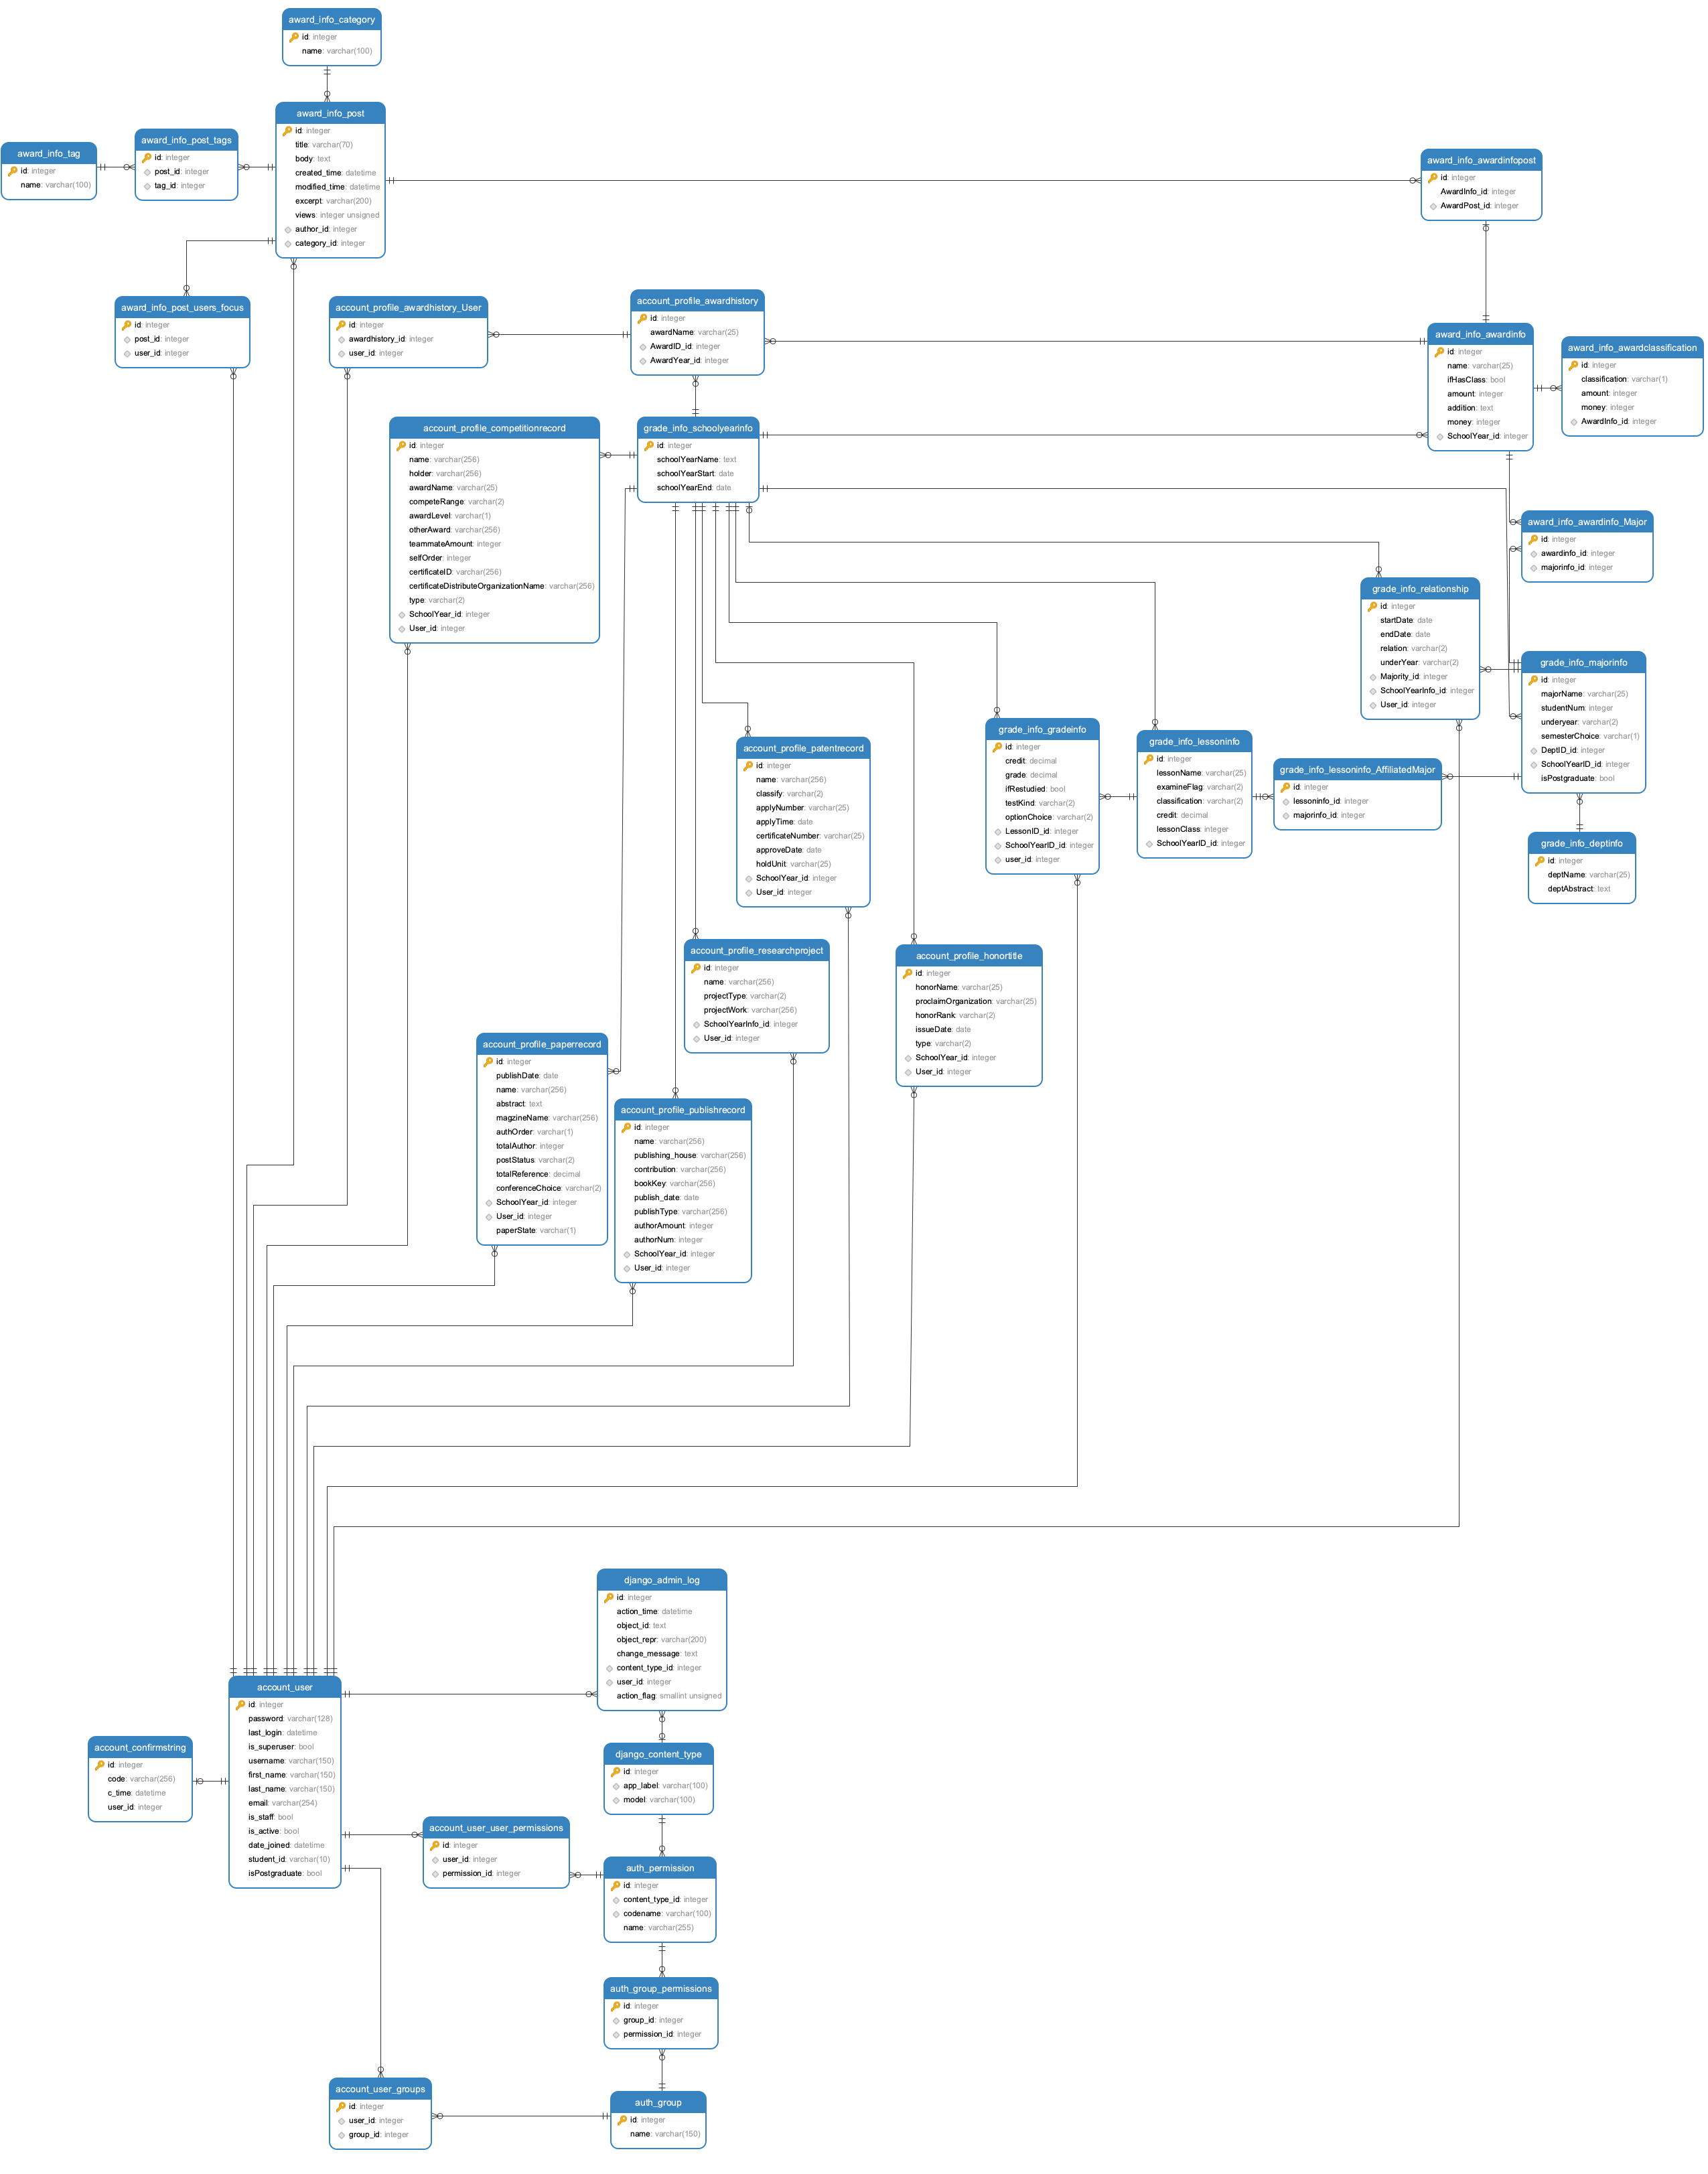 award_info_category
id: integer
name: varchar(100)
award_info_post
id: integer
title: varchar(70)
body: text
created_time: datetime
modified_time: datetime
excerpt: varchar(200)
views: integer unsigned
author_id: integer
category_id: integer
award_info_post_tags
id: integer
post_id: integer
tag_id: integer
award_info_tag
id: integer
name: varchar(100)
award_info_awardinfopost
id: integer
AwardInfo_id: integer
AwardPost_id: integer
award_info_post_users_focus
id: integer
post_id: integer
user_id: integer
account_profile_awardhistory_User
id: integer
awardhistory_id: integer
user_id: integer
account_profile_awardhistory
id: integer
awardName: varchar(25)
AwardID_id: integer
AwardYear_id: integer
award_info_awardinfo
id: integer
name: varchar(25)
ifHasClass: bool
amount: integer
addition: text
money: integer
SchoolYear_id: integer
award_info_awardclassification
id: integer
classification: varchar(1)
amount: integer
money: integer
AwardInfo_id: integer
account_profile_competitionrecord
id: integer
name: varchar(256)
holder: varchar(256)
awardName: varchar(25)
competeRange: varchar(2)
awardLevel: varchar(1)
otherAward: varchar(256)
teammateAmount: integer
selfOrder: integer
certificateID: varchar(256)
certificateDistributeOrganizationName: varchar(256)
type: varchar(2)
SchoolYear_id: integer
User_id: integer
grade_info_schoolyearinfo
id: integer
schoolYearName: text
schoolYearStart: date
schoolYearEnd: date
award_info_awardinfo_Major
id: integer
awardinfo_id: integer
majorinfo_id: integer
grade_info_relationship
id: integer
startDate: date
endDate: date
relation: varchar(2)
underYear: varchar(2)
Majority_id: integer
SchoolYearInfo_id: integer
User_id: integer
grade_info_majorinfo
id: integer
majorName: varchar(25)
studentNum: integer
underyear: varchar(2)
semesterChoice: varchar(1)
DeptID_id: integer
SchoolYearID_id: integer
isPostgraduate: bool
grade_info_gradeinfo
id: integer
credit: decimal
grade: decimal
ifRestudied: bool
testKind: varchar(2)
optionChoice: varchar(2)
LessonID_id: integer
SchoolYearID_id: integer
user_id: integer
grade_info_lessoninfo
id: integer
lessonName: varchar(25)
examineFlag: varchar(2)
classification: varchar(2)
credit: decimal
lessonClass: integer
SchoolYearID_id: integer
grade_info_lessoninfo_AffiliatedMajor
id: integer
lessoninfo_id: integer
majorinfo_id: integer
account_profile_patentrecord
id: integer
name: varchar(256)
classify: varchar(2)
applyNumber: varchar(25)
applyTime: date
certificateNumber: varchar(25)
approveDate: date
holdUnit: varchar(25)
SchoolYear_id: integer
User_id: integer
grade_info_deptinfo
id: integer
deptName: varchar(25)
deptAbstract: text
account_profile_researchproject
id: integer
name: varchar(256)
projectType: varchar(2)
projectWork: varchar(256)
SchoolYearInfo_id: integer
User_id: integer
account_profile_honortitle
id: integer
honorName: varchar(25)
proclaimOrganization: varchar(25)
honorRank: varchar(2)
issueDate: date
type: varchar(2)
SchoolYear_id: integer
User_id: integer
account_profile_paperrecord
id: integer
publishDate: date
name: varchar(256)
abstract: text
magzineName: varchar(256)
authOrder: varchar(1)
totalAuthor: integer
postStatus: varchar(2)
totalReference: decimal
conferenceChoice: varchar(2)
SchoolYear_id: integer
User_id: integer
paperState: varchar(1)
account_profile_publishrecord
id: integer
name: varchar(256)
publishing_house: varchar(256)
contribution: varchar(256)
bookKey: varchar(256)
publish_date: date
publishType: varchar(256)
authorAmount: integer
authorNum: integer
SchoolYear_id: integer
User_id: integer
django_admin_log
id: integer
action_time: datetime
object_id: text
object_repr: varchar(200)
change_message: text
content_type_id: integer
user_id: integer
action_flag: smallint unsigned
account_user
id: integer
password: varchar(128)
last_login: datetime
is_superuser: bool
username: varchar(150)
first_name: varchar(150)
last_name: varchar(150)
email: varchar(254)
is_staff: bool
is_active: bool
date_joined: datetime
student_id: varchar(10)
isPostgraduate: bool
account_confirmstring
id: integer
code: varchar(256)
c_time: datetime
user_id: integer
django_content_type
id: integer
app_label: varchar(100)
model: varchar(100)
account_user_user_permissions
id: integer
user_id: integer
permission_id: integer
auth_permission
id: integer
content_type_id: integer
codename: varchar(100)
name: varchar(255)
auth_group_permissions
id: integer
group_id: integer
permission_id: integer
account_user_groups
id: integer
user_id: integer
group_id: integer
auth_group
id: integer
name: varchar(150)